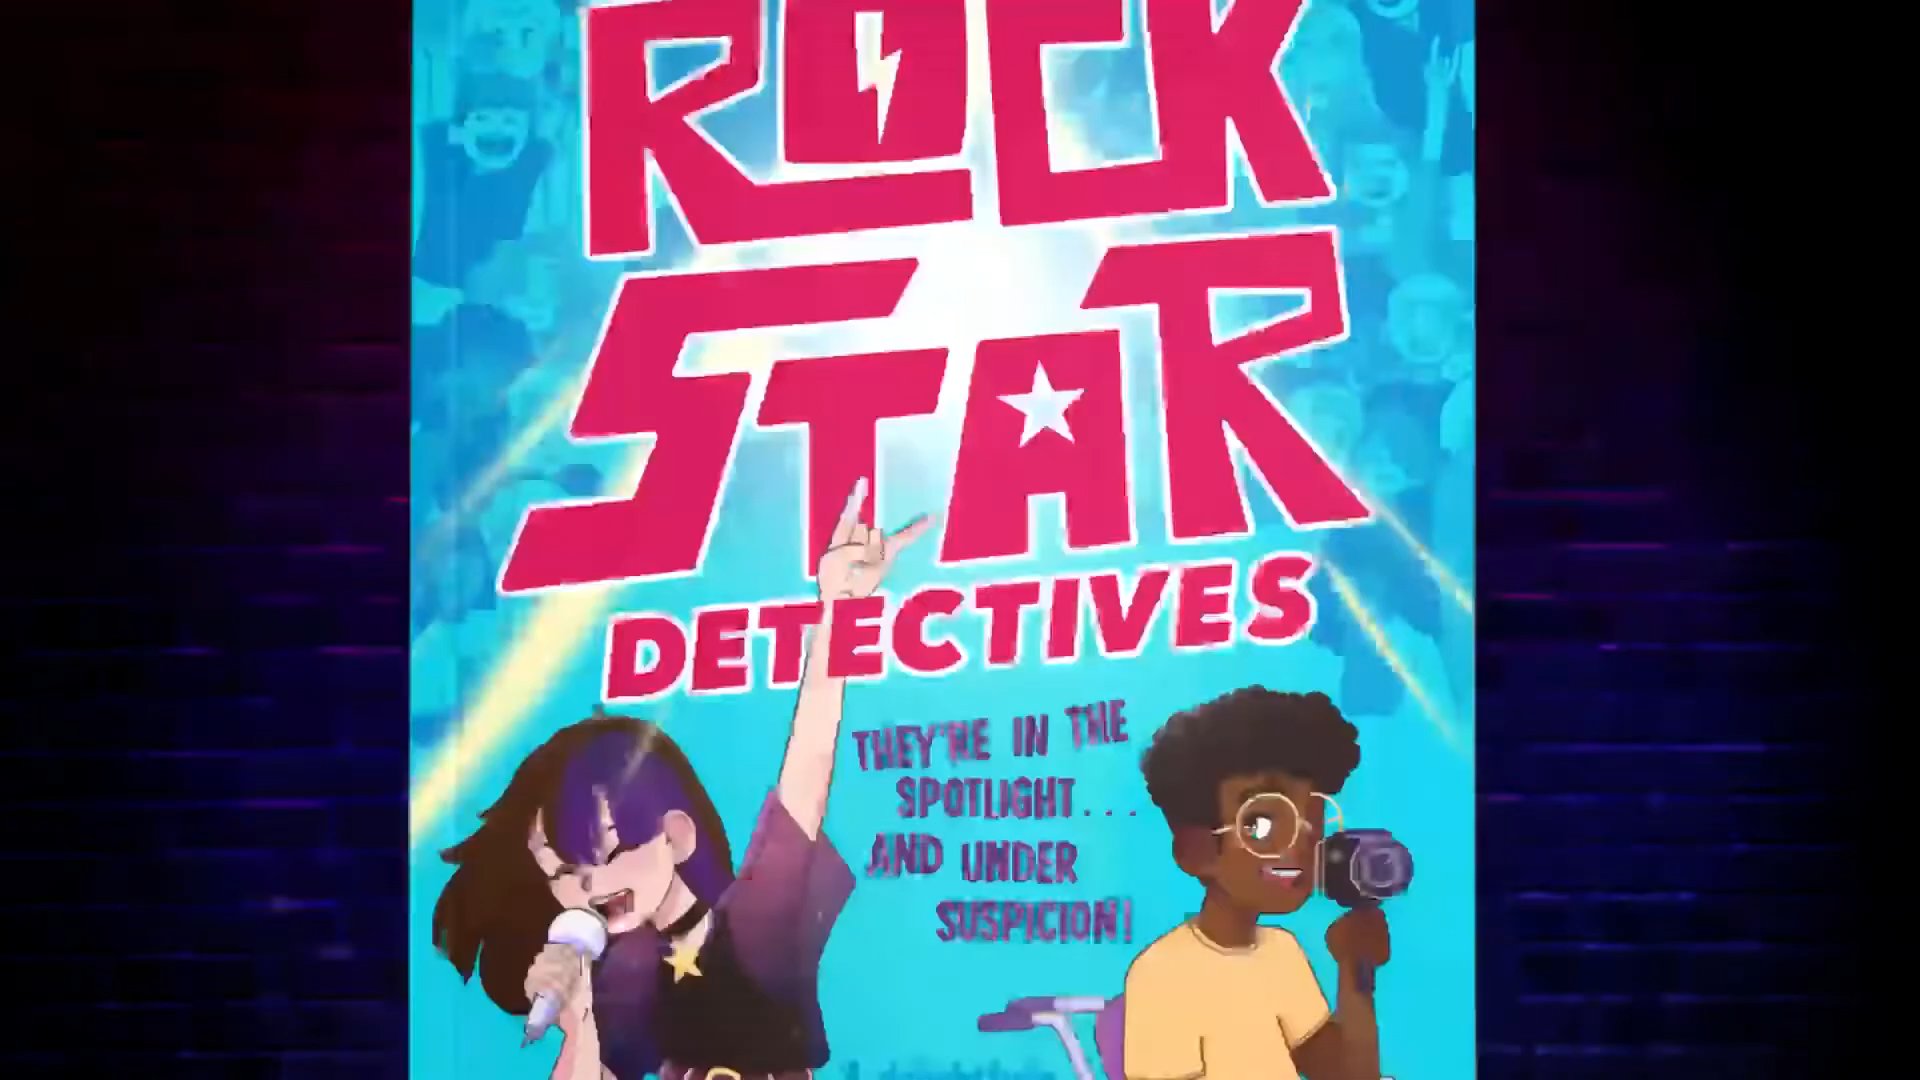 ROCK
STAR
DETECTIVES
THEY'RE IN THE
SPOTLIGHT...
AND UNDER
SUSPICION!